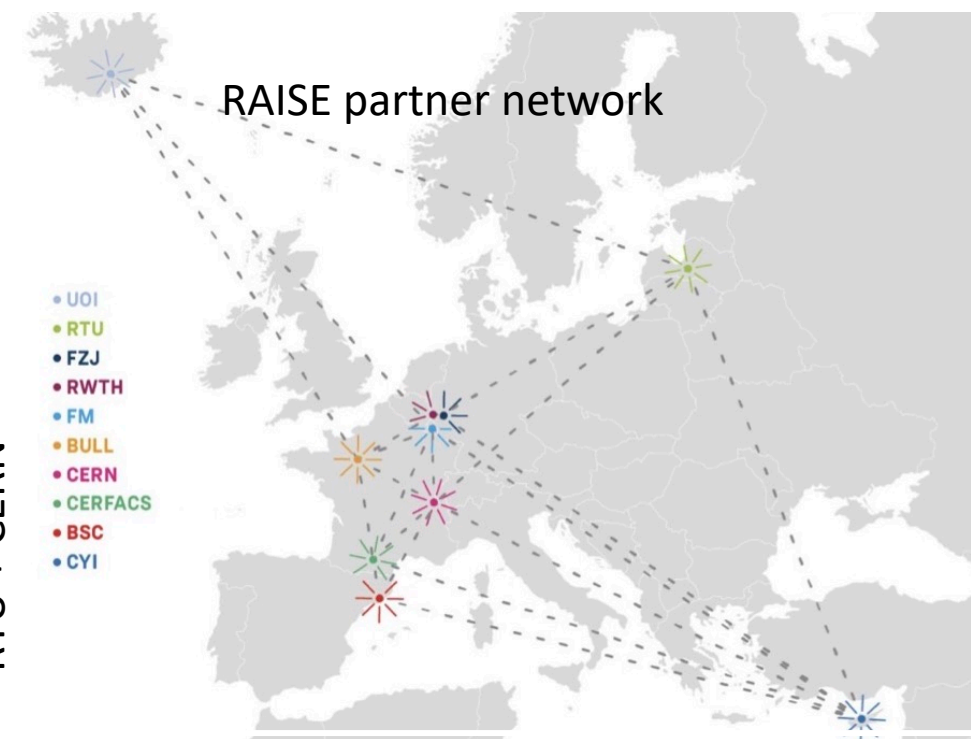 RAISE partner network
• UOI
• RTU
• FZJ
• RWTH
• FM
• BULL
• CERN
• CERFACS
• BSC
• CYI